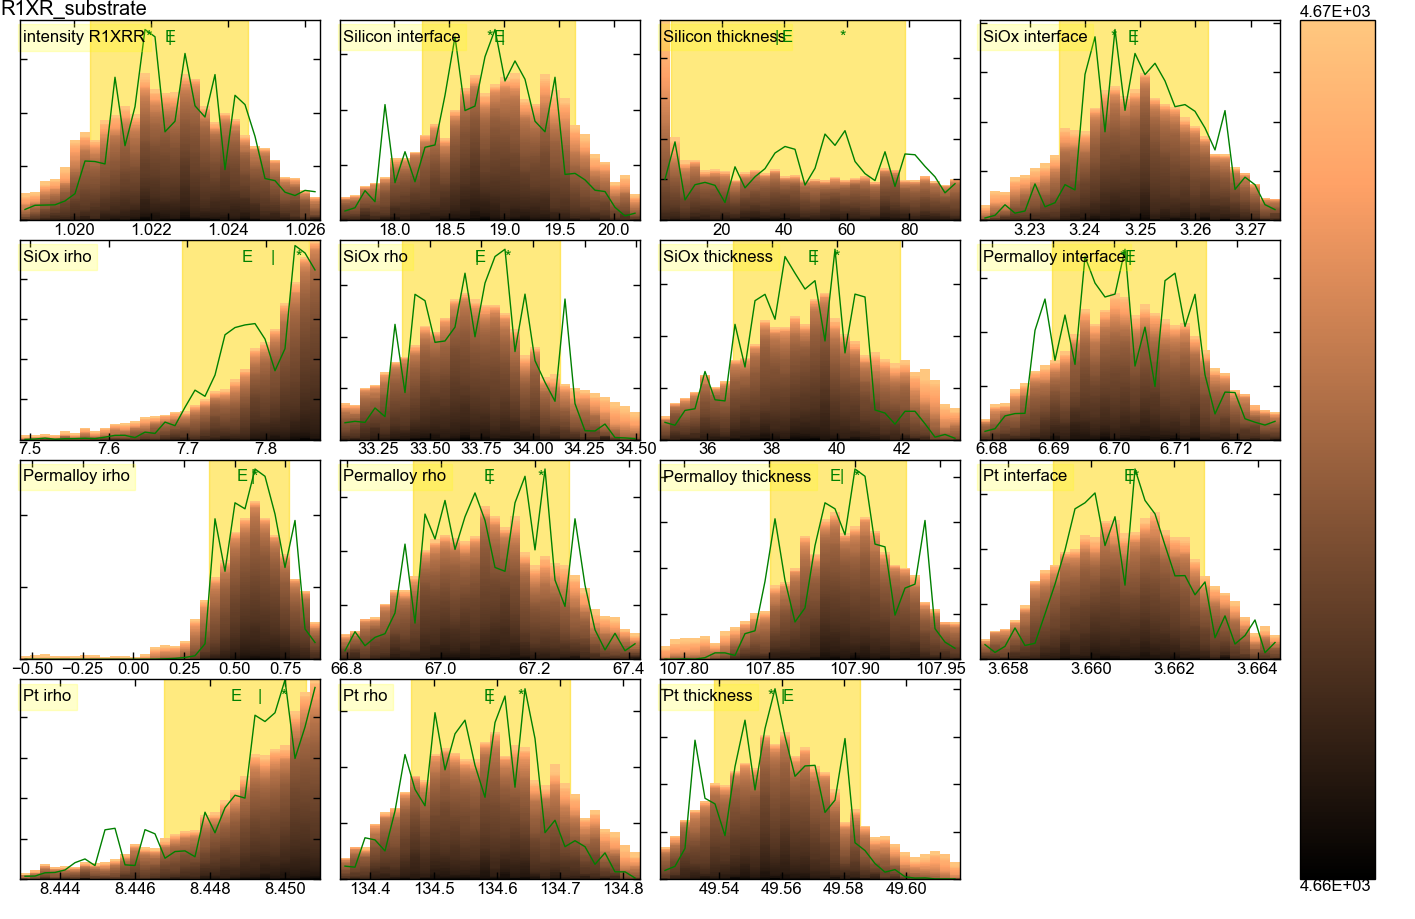 R1XR_substrate
4.67E+03
intensity R1XRR * E
Silicon interface * E|
Silicon thickness |E *
SiOx interface * E
1.020 1.022 1.024 1.026
18.0 18.5 19.0 19.5 20.0
20 40 60 80
3.23 3.24 3.25 3.26 3.27
SiOx irho E | *
SiOx rho E *
SiOx thickness E *
Permalloy interface * E
7.5 7.6 7.7 7.8
33.25 33.50 33.75 34.00 34.25 34.50
36 38 40 42
6.68 6.69 6.70 6.71 6.72
Permalloy irho E *
Permalloy rho E *
Permalloy thickness E| *
Pt interface E *
−0.50 −0.25 0.00 0.25 0.50 0.75
66.8 67.0 67.2 67.4
107.80 107.85 107.90 107.95
3.658 3.660 3.662 3.664
Pt irho E | *
Pt rho E *
Pt thickness * |E
8.444 8.446 8.448 8.450
134.4 134.5 134.6 134.7 134.8
49.54 49.56 49.58 49.60
4.66E+03